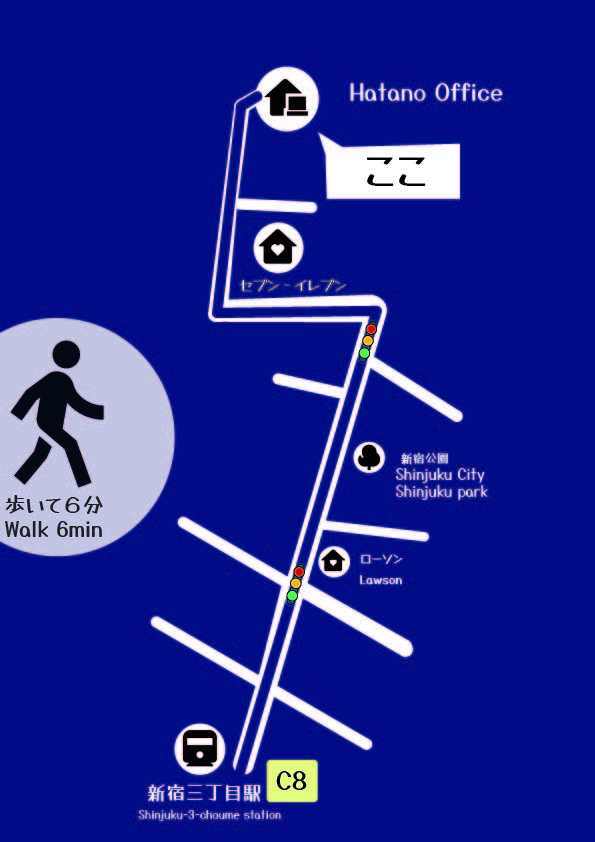 Hatano Office
ここ
セブン‐イレブン
新宿公園
Shinjuku City
Shinjuku park
歩いて6分
Walk 6min
ローソン
Lawson
C8
新宿三丁目駅
Shinjuku-3-choume station